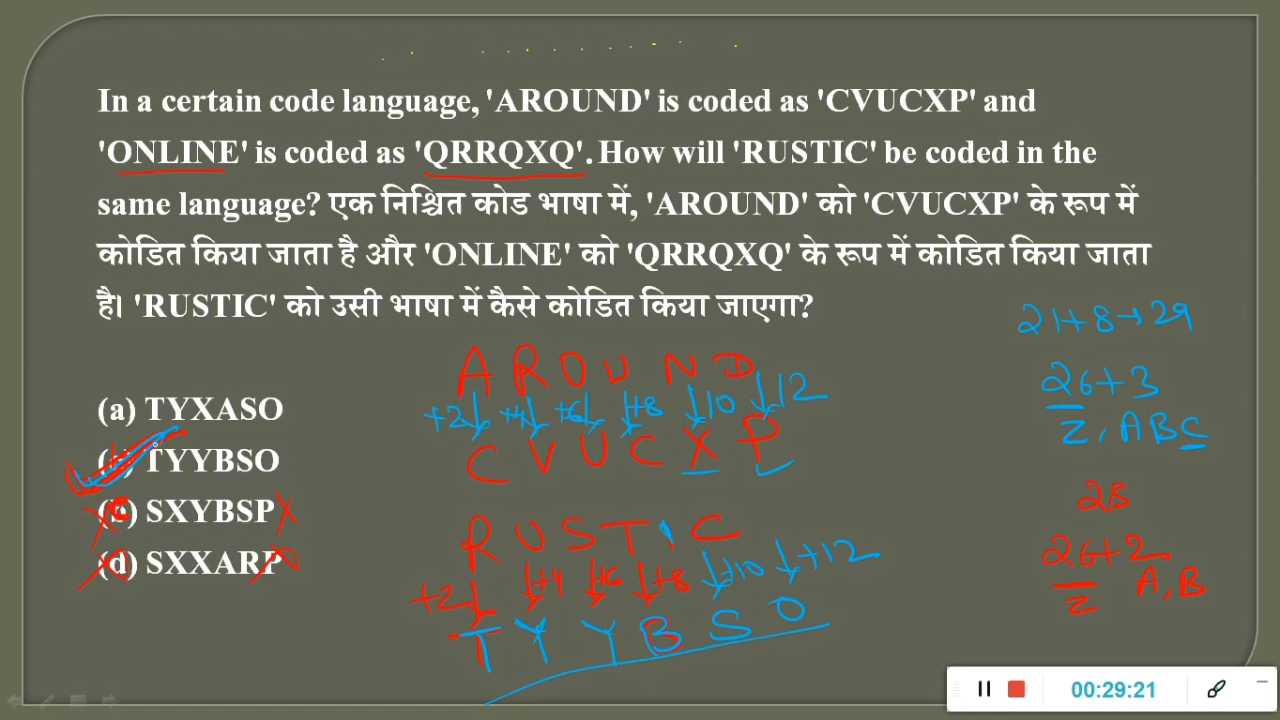 In a certain code language, 'AROUND' is coded as 'CVUCXP' and
'ONLINE' is coded as 'QRRQXQ'. How will 'RUSTIC' be coded in the
same language? एक निश्चित कोड भाषा में, 'AROUND' को 'CVUCXP' के रूप में
कोडित किया जाता है और 'ONLINE' को 'QRRQXQ' के रूप में कोडित किया जाता
है। 'RUSTIC' को उसी भाषा में कैसे कोडित किया जाएगा?
21+8→29
A R O U N D
26+3
+2 +4 +6 +8 10 12
(a) TYXASO
Z, A B C
C V U C X P
(b) TYYBSO
28
(c) SXYBSP
R U S T I C
26+2
(d) SXXARP
+2 +4 +6 +8 +10 +12
Z A, B
T Y Y B S O
00:29:21